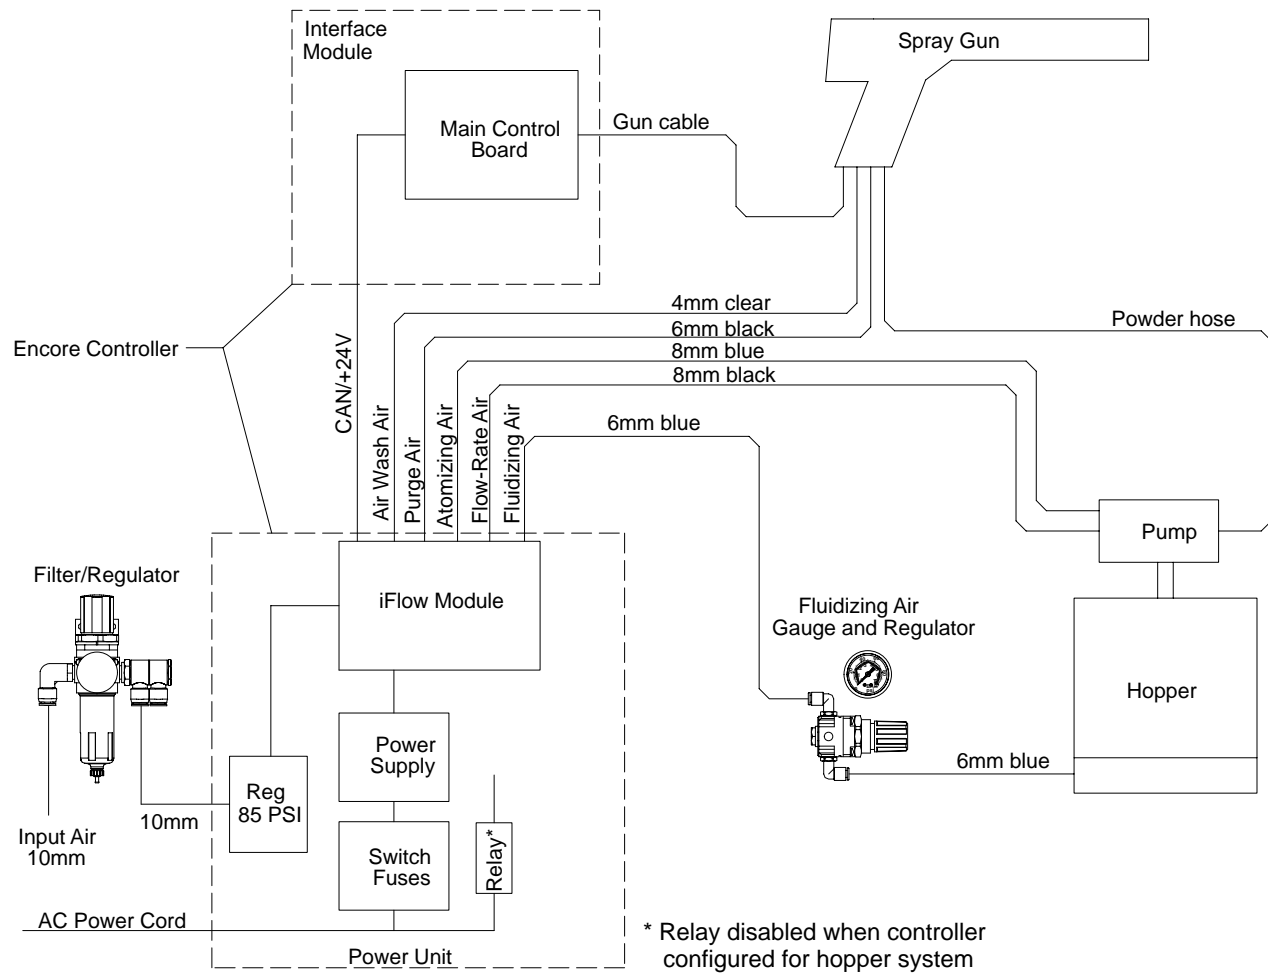 Interface
Module
Spray Gun
Main Control
Board
Gun cable
4mm clear
6mm black
8mm blue
8mm black
Powder hose
Encore Controller
CAN/+24V
Air Wash Air
Purge Air
Atomizing Air
Flow-Rate Air
Fluidizing Air
6mm blue
Pump
Filter/Regulator
iFlow Module
Fluidizing Air
Gauge and Regulator
Hopper
Power
Supply
6mm blue
Reg
85 PSI
10mm
Input Air
10mm
Switch
Fuses
Relay*
AC Power Cord
Power Unit
* Relay disabled when controller
configured for hopper system